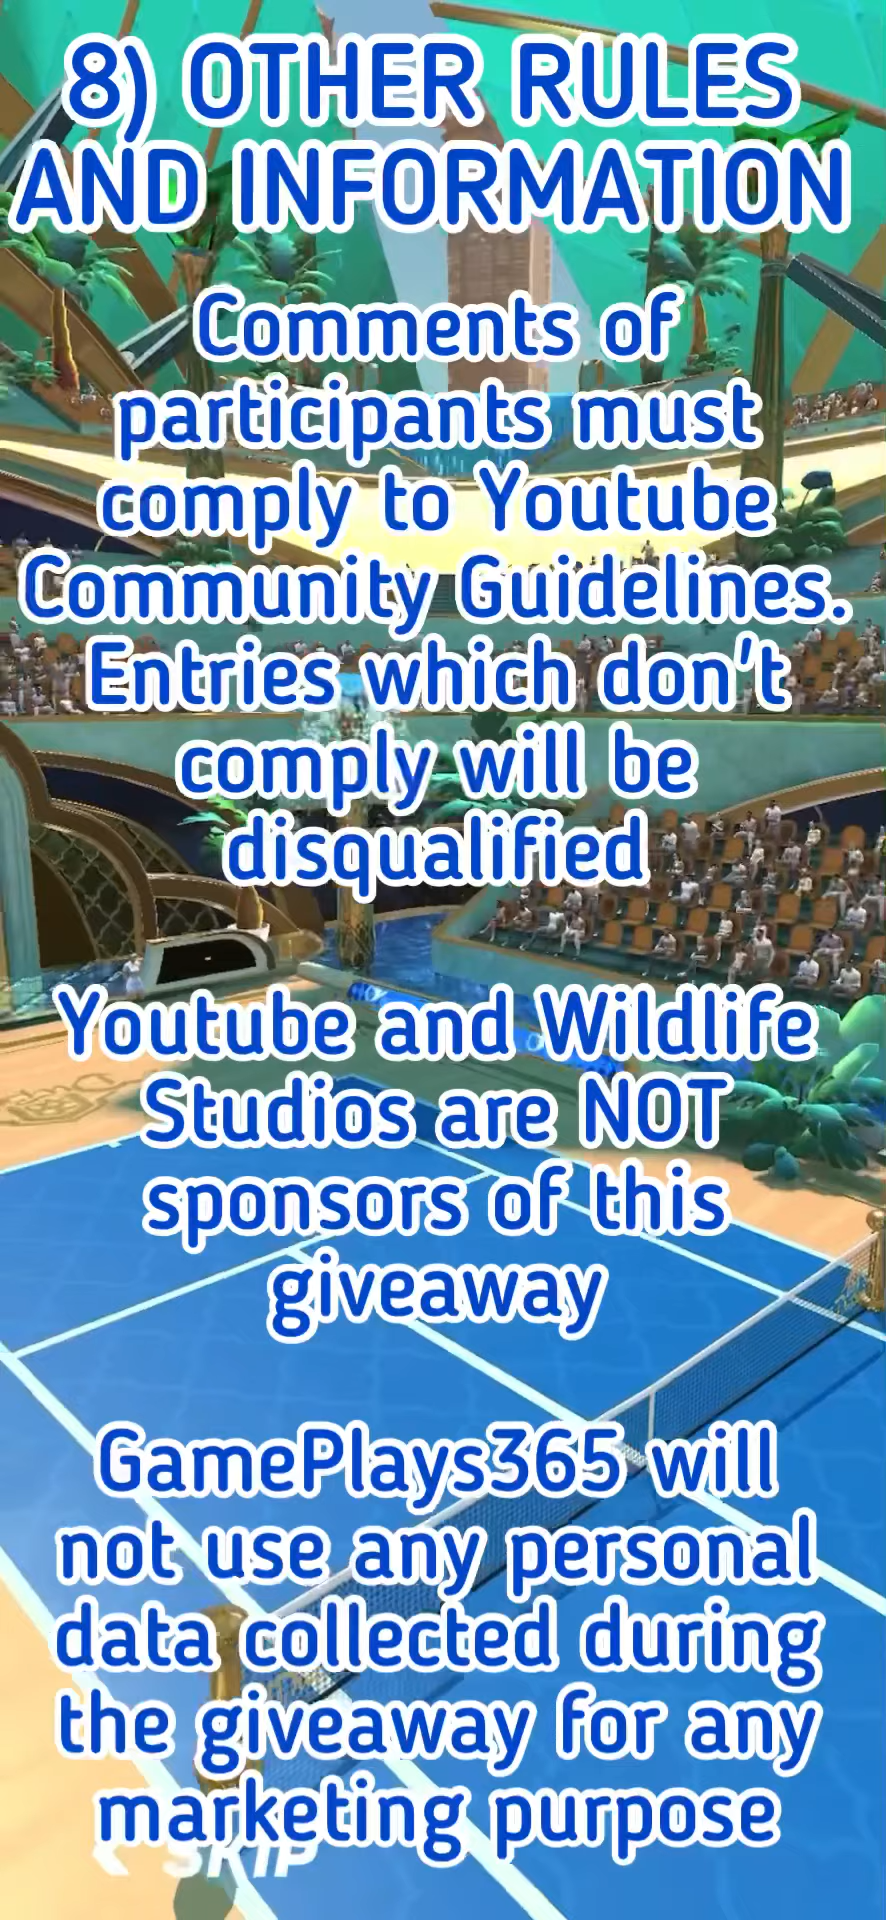 8) OTHER RULES
AND INFORMATION
Comments of
participants must
comply to Youtube
Community Guidelines.
Entries which don't
comply will be
disqualified
Youtube and Wildlife
Studios are NOT
sponsors of this
giveaway
GamePlays365 will
not use any personal
data collected during
the giveaway for any
marketing purpose
SKIP